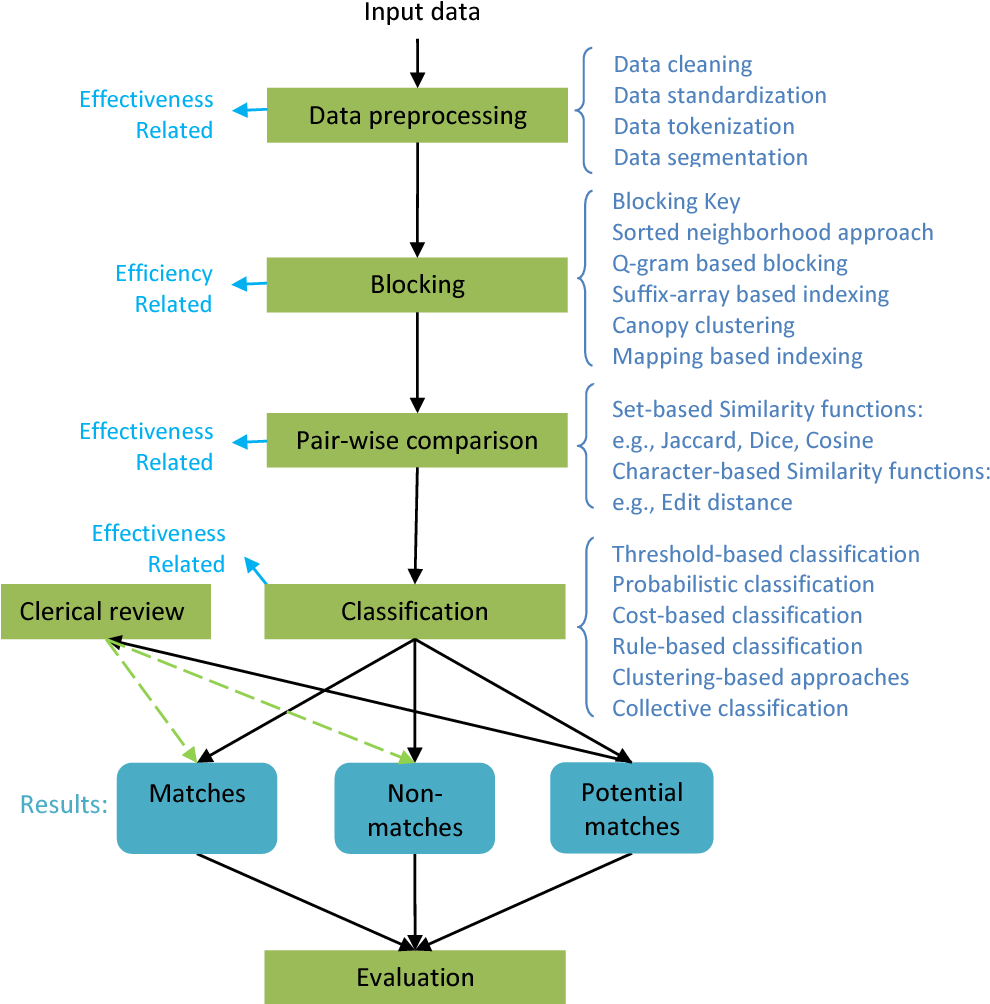 Input data
Effectiveness
Related
Data preprocessing
Data cleaning
Data standardization
Data tokenization
Data segmentation
Efficiency
Related
Blocking
Blocking Key
Sorted neighborhood approach
Q-gram based blocking
Suffix-array based indexing
Canopy clustering
Mapping based indexing
Effectiveness
Related
Pair-wise comparison
Set-based Similarity functions:
e.g., Jaccard, Dice, Cosine
Character-based Similarity functions:
e.g., Edit distance
Effectiveness
Related
Clerical review
Classification
Threshold-based classification
Probabilistic classification
Cost-based classification
Rule-based classification
Clustering-based approaches
Collective classification
Results:
Matches
Non-
matches
Potential
matches
Evaluation